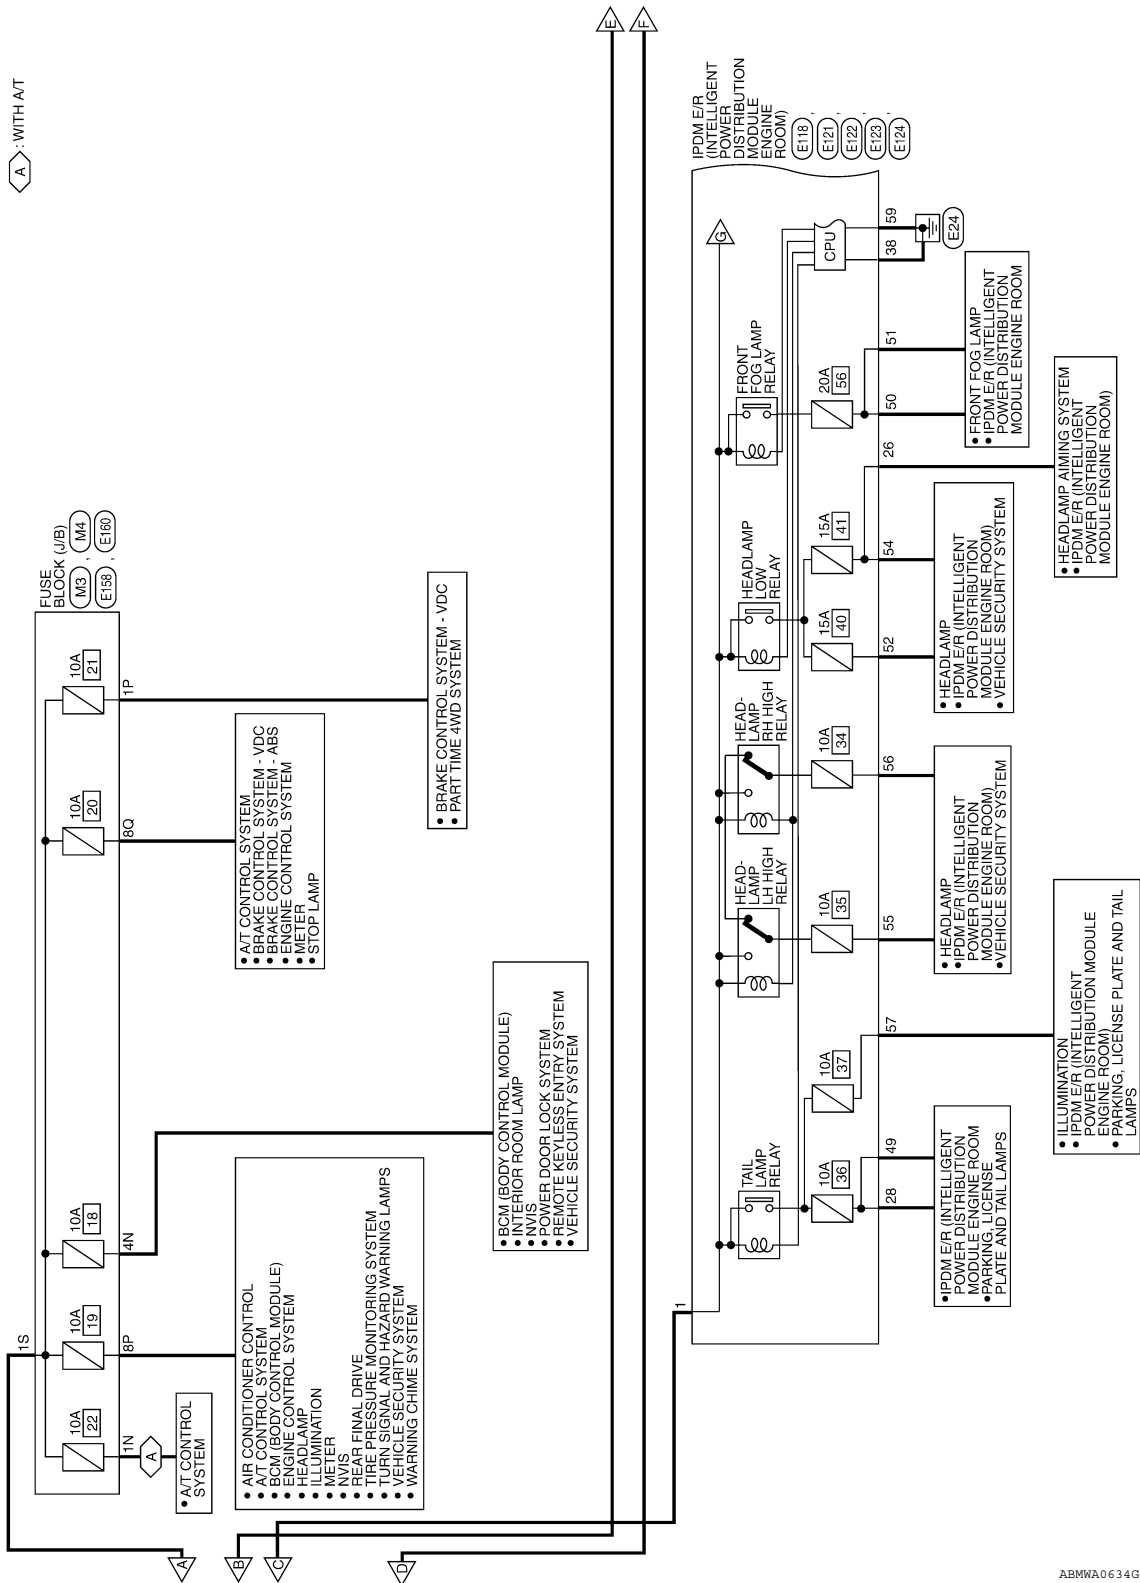 A : WITH A/T
FUSE
BLOCK (J/B)
M3 , M4
E158 , E160
1S
10A
22
1N
A
• A/T CONTROL
SYSTEM
10A
19
8P
• AIR CONDITIONER CONTROL
• A/T CONTROL SYSTEM
• BCM (BODY CONTROL MODULE)
• ENGINE CONTROL SYSTEM
• HEADLAMP
• ILLUMINATION
• METER
• NVIS
• REAR FINAL DRIVE
• TIRE PRESSURE MONITORING SYSTEM
• TURN SIGNAL AND HAZARD WARNING LAMPS
• VEHICLE SECURITY SYSTEM
• WARNING CHIME SYSTEM
10A
18
4N
• BCM (BODY CONTROL MODULE)
• INTERIOR ROOM LAMP
• NVIS
• POWER DOOR LOCK SYSTEM
• REMOTE KEYLESS ENTRY SYSTEM
• VEHICLE SECURITY SYSTEM
10A
20
8Q
• A/T CONTROL SYSTEM
• BRAKE CONTROL SYSTEM - VDC
• BRAKE CONTROL SYSTEM - ABS
• ENGINE CONTROL SYSTEM
• METER
• STOP LAMP
10A
21
1P
• BRAKE CONTROL SYSTEM - VDC
• PART TIME 4WD SYSTEM
A
B
C
D
E
F
IPDM E/R
(INTELLIGENT
POWER
DISTRIBUTION
MODULE
ENGINE
ROOM)
E118 ,
E121 ,
E122 ,
E123 ,
E124
1
G
TAIL
LAMP
RELAY
10A
36
10A
37
28
49
57
• IPDM E/R (INTELLIGENT
POWER DISTRIBUTION
MODULE ENGINE ROOM
• PARKING, LICENSE
PLATE AND TAIL LAMPS
• ILLUMINATION
• IPDM E/R (INTELLIGENT
POWER DISTRIBUTION MODULE
ENGINE ROOM)
• PARKING, LICENSE PLATE AND TAIL
LAMPS
HEAD-
LAMP
LH HIGH
RELAY
10A
35
55
HEAD-
LAMP
RH HIGH
RELAY
10A
34
56
• HEADLAMP
• IPDM E/R (INTELLIGENT
POWER DISTRIBUTION
MODULE ENGINE ROOM)
• VEHICLE SECURITY SYSTEM
HEADLAMP
LOW
RELAY
15A
40
15A
41
52
54
26
• HEADLAMP
• IPDM E/R (INTELLIGENT
POWER DISTRIBUTION
MODULE ENGINE ROOM)
• VEHICLE SECURITY SYSTEM
• HEADLAMP AIMING SYSTEM
• IPDM E/R (INTELLIGENT
POWER DISTRIBUTION
MODULE ENGINE ROOM)
FRONT
FOG LAMP
RELAY
20A
56
50
51
• FRONT FOG LAMP
• IPDM E/R (INTELLIGENT
POWER DISTRIBUTION
MODULE ENGINE ROOM
CPU
38
59
E24
ABMWA0634G